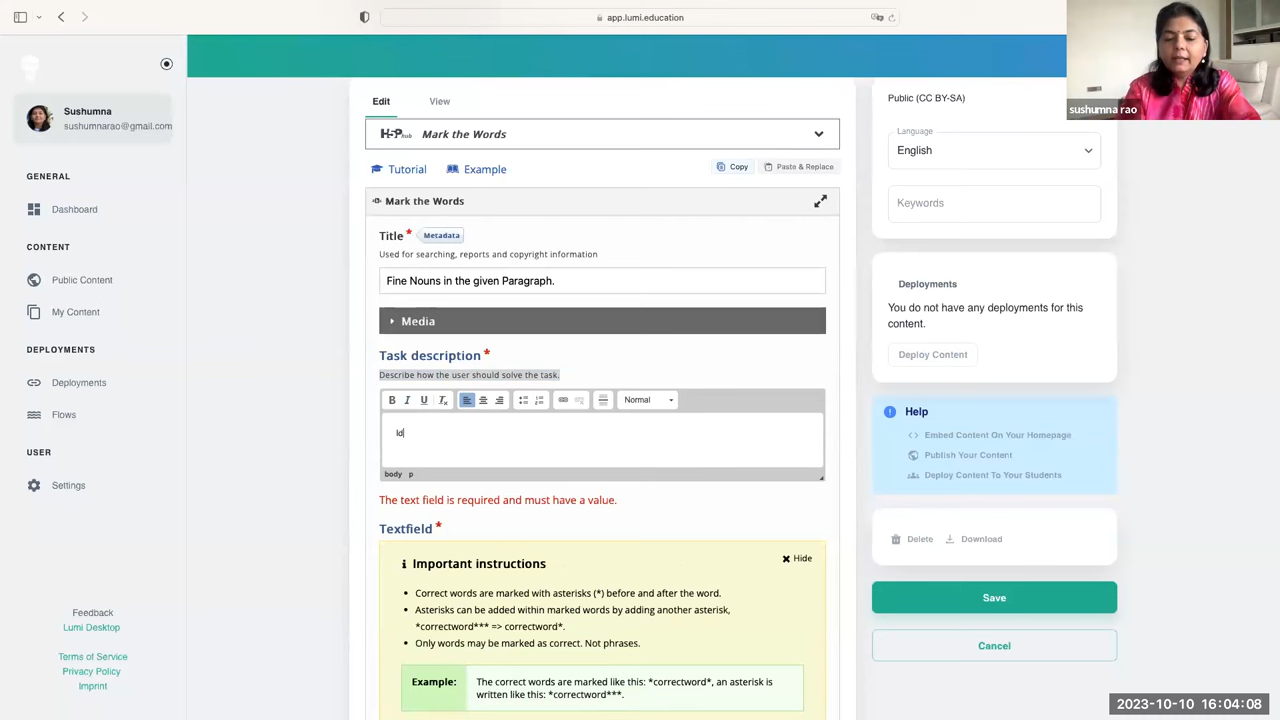 app.lumi.education
Sushumna
sushumnarao@gmail.com
GENERAL
Dashboard
CONTENT
Public Content
My Content
DEPLOYMENTS
Deployments
Flows
USER
Settings
Feedback
Lumi Desktop
Terms of Service
Privacy Policy
Imprint
Edit View
H5P hub Mark the Words
Tutorial Example Copy Paste & Replace
Mark the Words
Title * Metadata
Used for searching, reports and copyright information
Fine Nouns in the given Paragraph.
Media
Task description *
Describe how the user should solve the task.
B I U Tx Normal
Id
body p
The text field is required and must have a value.
Textfield *
Important instructions Hide
Correct words are marked with asterisks (*) before and after the word.
Asterisks can be added within marked words by adding another asterisk,
*correctword*** => correctword*.
Only words may be marked as correct. Not phrases.
Example: The correct words are marked like this: *correctword*, an asterisk is
written like this: *correctword***.
Public (CC BY-SA)
Language
English
Keywords
Deployments
You do not have any deployments for this
content.
Deploy Content
Help
Embed Content On Your Homepage
Publish Your Content
Deploy Content To Your Students
Delete Download
Save
Cancel
sushumna rao
2023-10-10 16:04:08